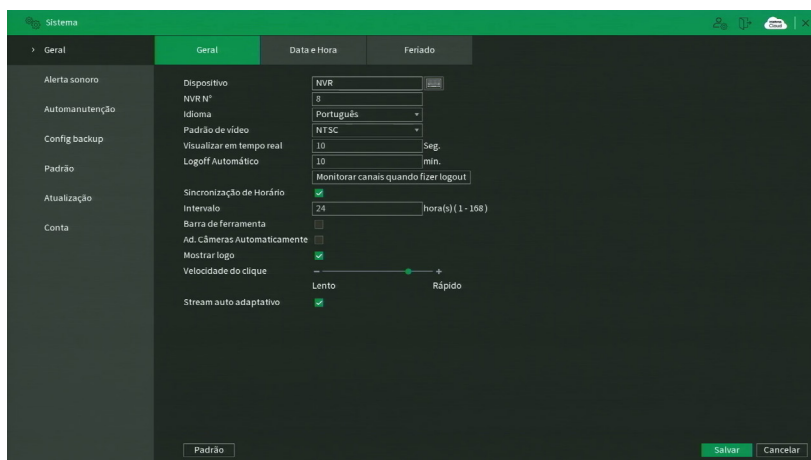 Sistema
Geral
Alerta sonoro
Automanutenção
Config backup
Padrão
Atualização
Conta
Geral Data e Hora Feriado
Dispositivo NVR
NVR Nº 8
Idioma Português
Padrão de vídeo NTSC
Visualizar em tempo real 10 Seg.
Logoff Automático 10 min.
Monitorar canais quando fizer logout
Sincronização de Horário
Intervalo 24 hora(s) ( 1 - 168 )
Barra de ferramenta
Ad. Câmeras Automaticamente
Mostrar logo
Velocidade do clique − +
Lento Rápido
Stream auto adaptativo
Padrão Salvar Cancelar